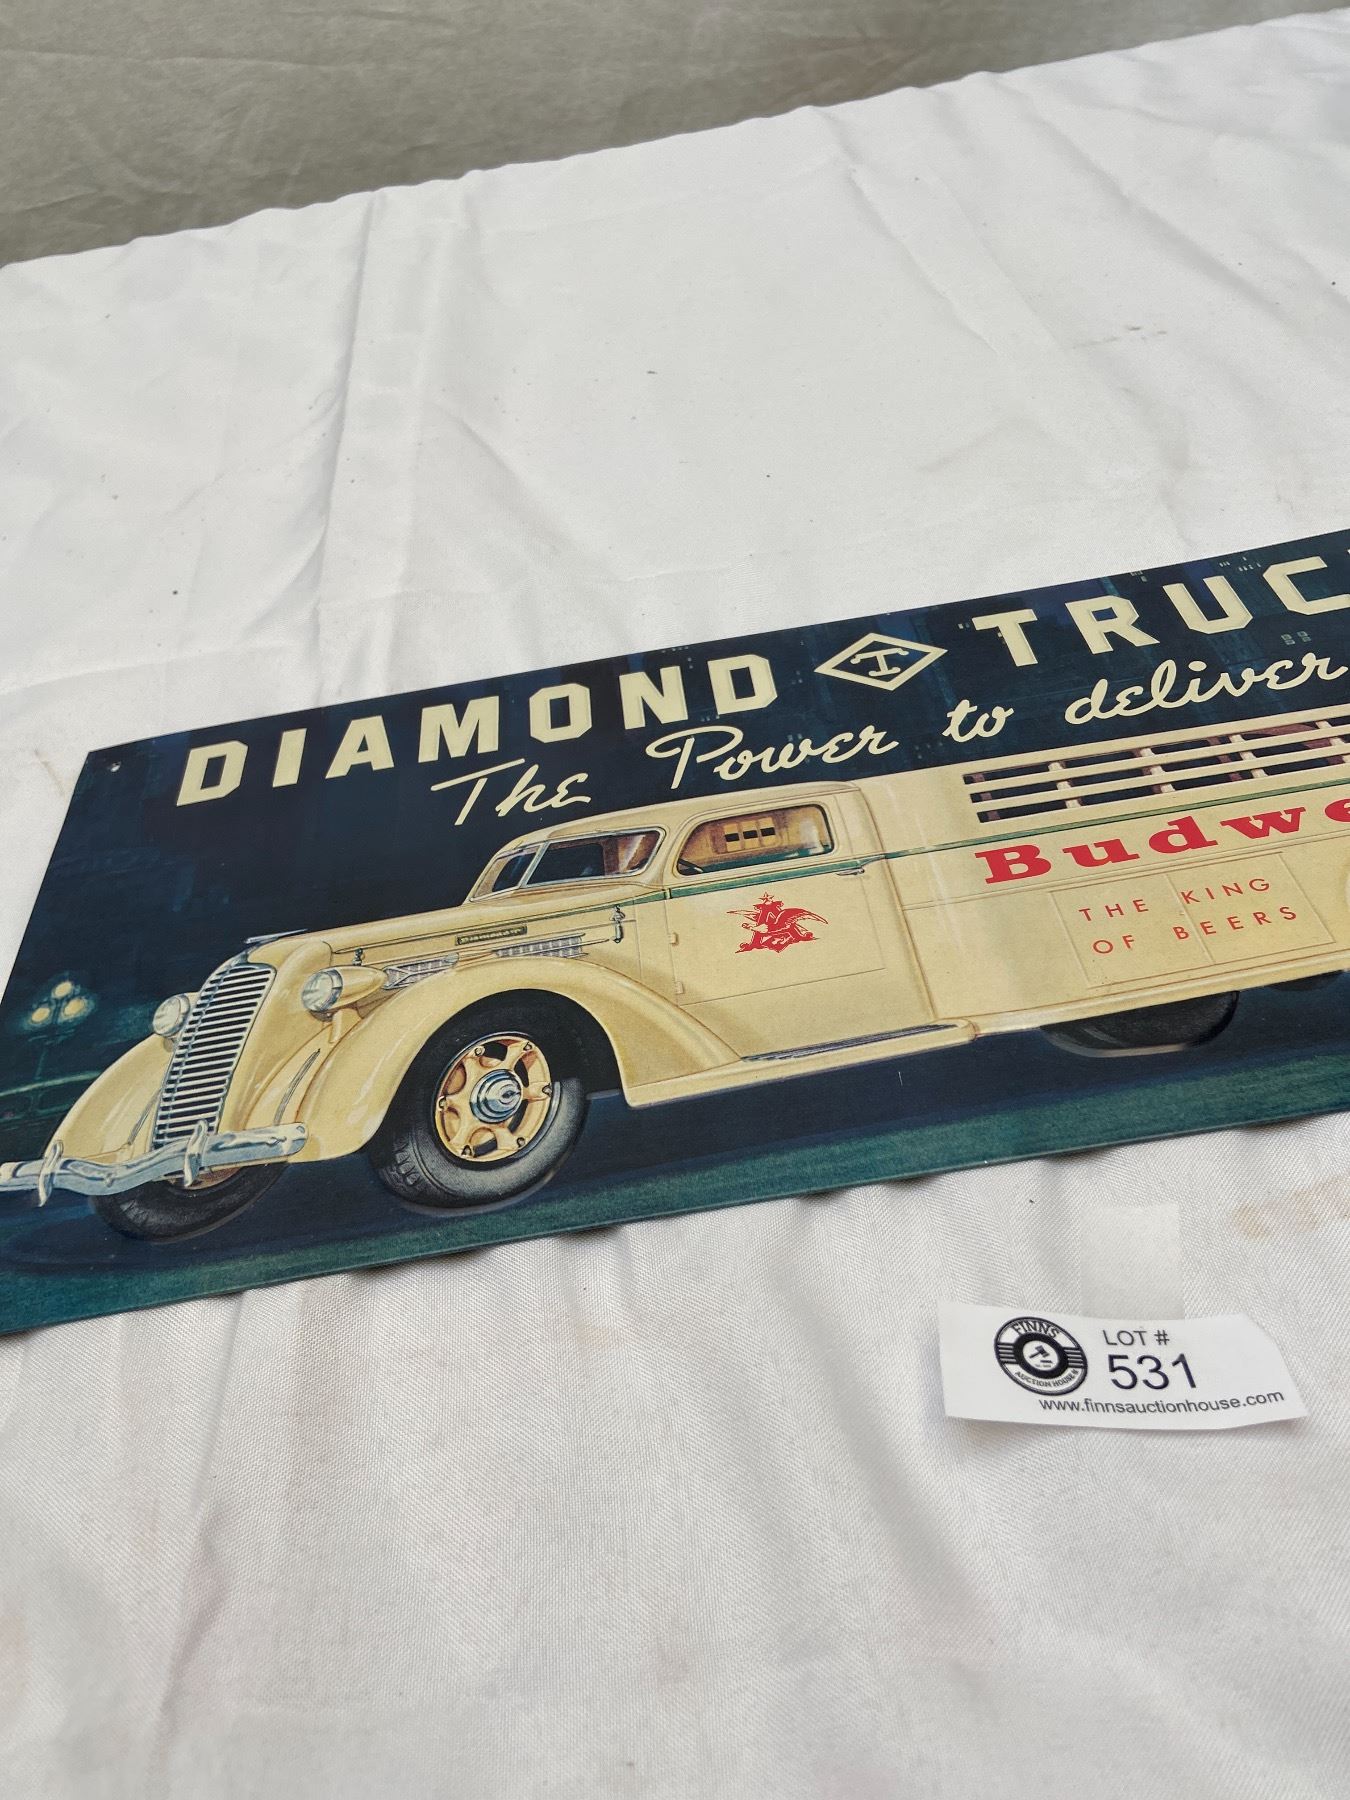 DIAMOND T TRUC
The Power to deliver
Diamond T
Budwe
THE KING
OF BEERS
FINNS
AUCTION HOUSE
LOT #
531
www.finnsauctionhouse.com